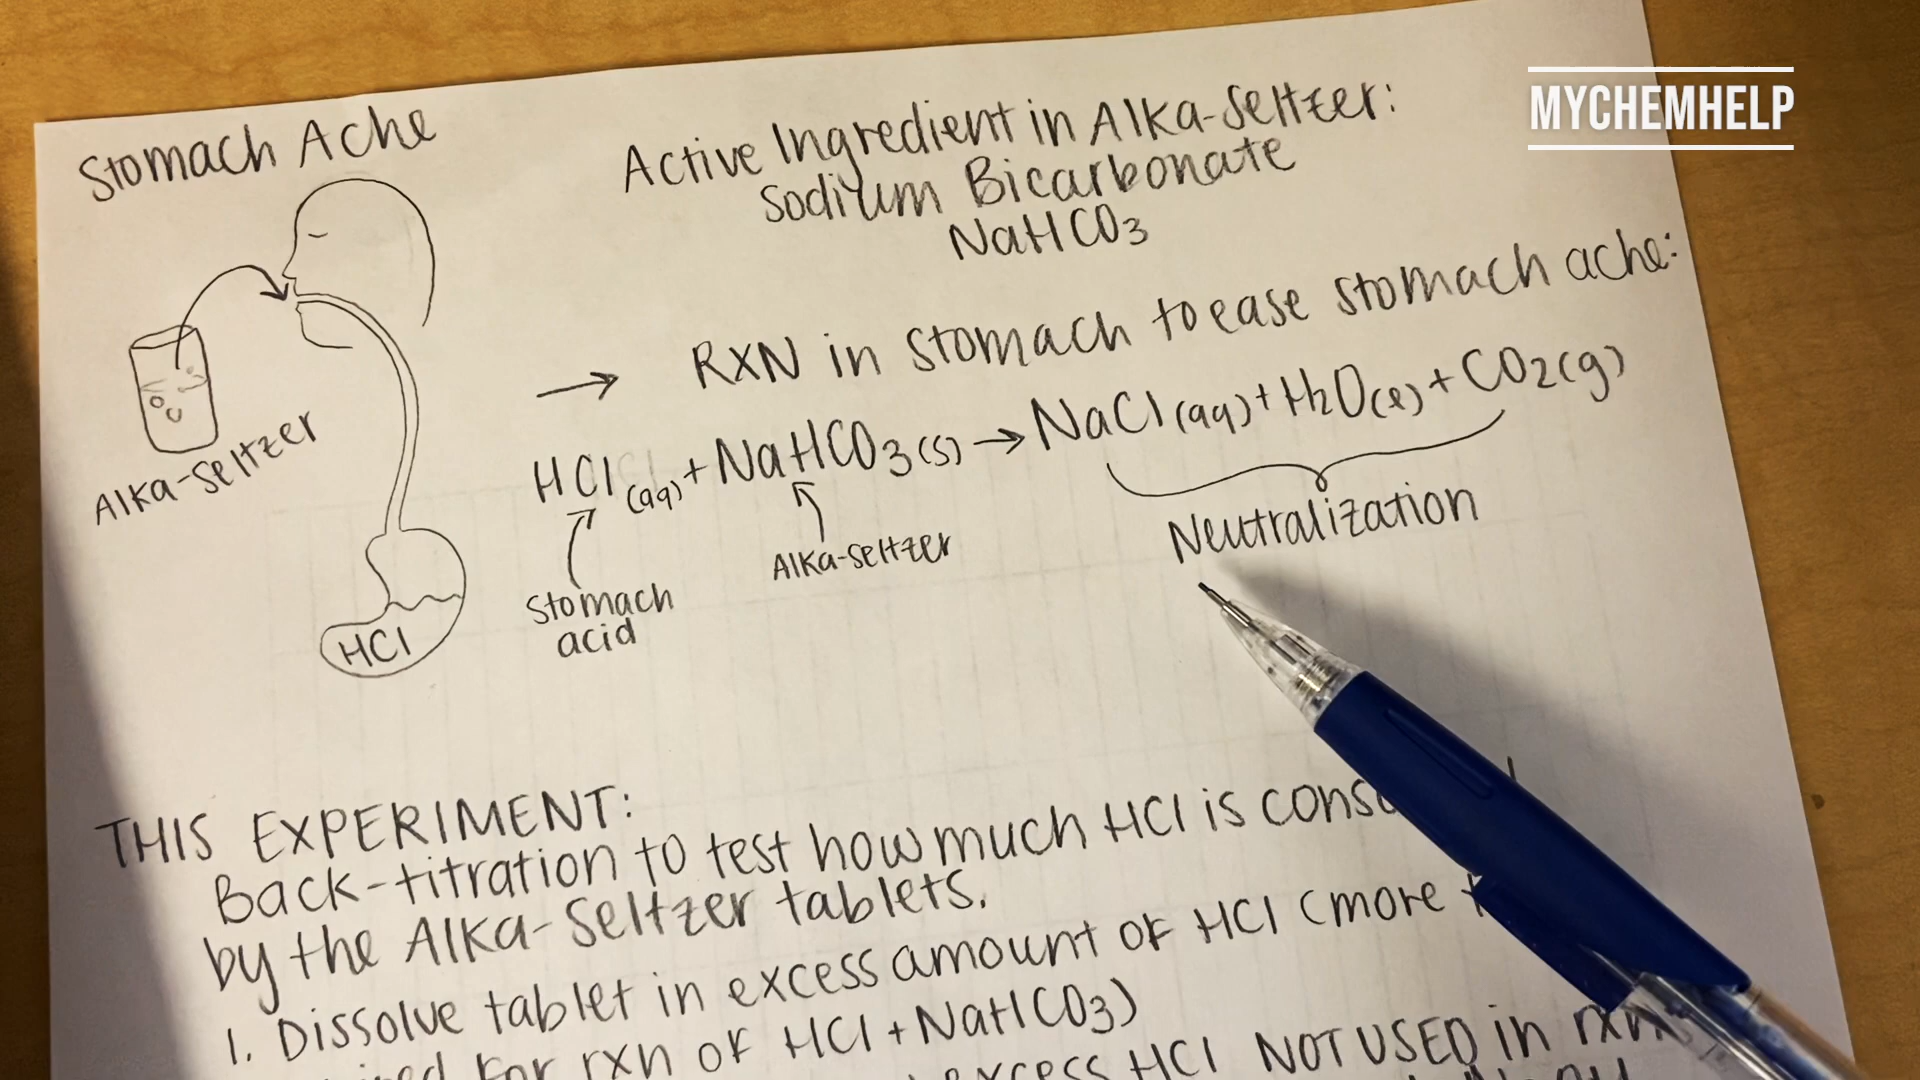 MYCHEMHELP
Stomach Ache
Active Ingredient in Alka-Seltzer:
Sodium Bicarbonate
NaHCO3
→ RXN in stomach to ease stomach ache:
HCl(aq) + NaHCO3(s) → NaCl(aq) + H2O(l) + CO2(g)
Alka-Seltzer
Stomach
acid
Alka-Seltzer
Neutralization
HCl
THIS EXPERIMENT:
Back-titration to test how much HCl is
by the Alka-Seltzer tablets.
1. Dissolve tablet in excess amount of HCl (more
for rxn of HCl + NaHCO3)
excess HCl NOT USED in rxn